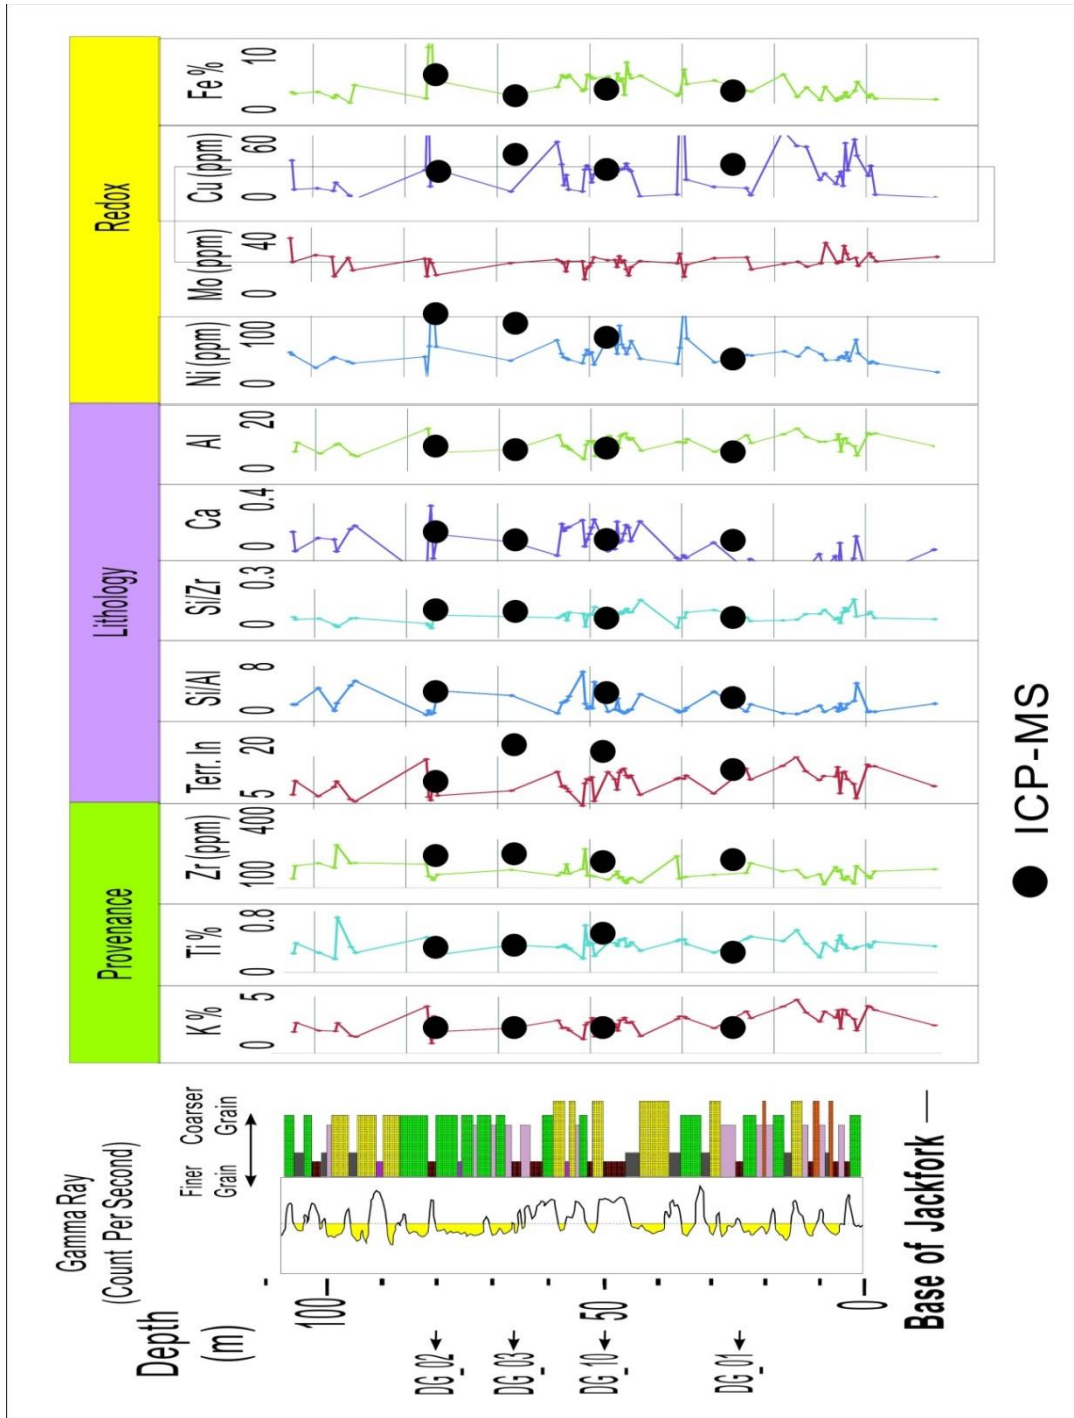 Redox
Fe %
10
0
Cu (ppm)
60
0
Mo (ppm)
40
0
Ni (ppm)
100
0
Lithology
Al
20
0
Ca
0.4
0
Si/Zr
0.3
0
Si/Al
8
0
Terr. In
20
5
Provenance
Zr (ppm)
400
100
Ti %
0.8
0
K %
5
0
ICP-MS
Gamma Ray
(Count Per Second)
Finer Coarser
Grain Grain
Depth
(m)
100
50
0
DG_02
DG_03
DG_10
DG_01
Base of Jackfork